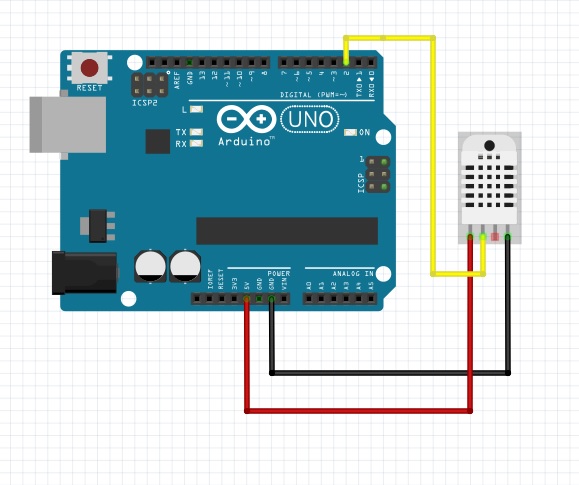 RESET
ICSP2
AREF
GND
13
12
~11
~10
~9
8
7
~6
~5
4
~3
2
TX0▶1
RX0◀0
DIGITAL (PWM=~)
L
TX
RX
Arduino™
UNO
ON
1
ICSP
POWER
ANALOG IN
IOREF
RESET
3V3
5V
GND
GND
VIN
A0
A1
A2
A3
A4
A5